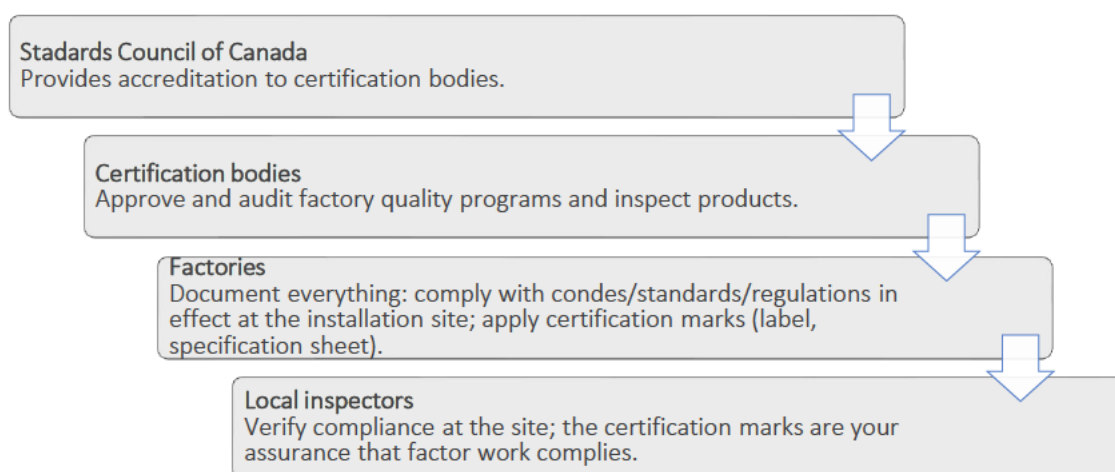 Stadards Council of Canada
Provides accreditation to certification bodies.
Certification bodies
Approve and audit factory quality programs and inspect products.
Factories
Document everything: comply with condes/standards/regulations in
effect at the installation site; apply certification marks (label,
specification sheet).
Local inspectors
Verify compliance at the site; the certification marks are your
assurance that factor work complies.